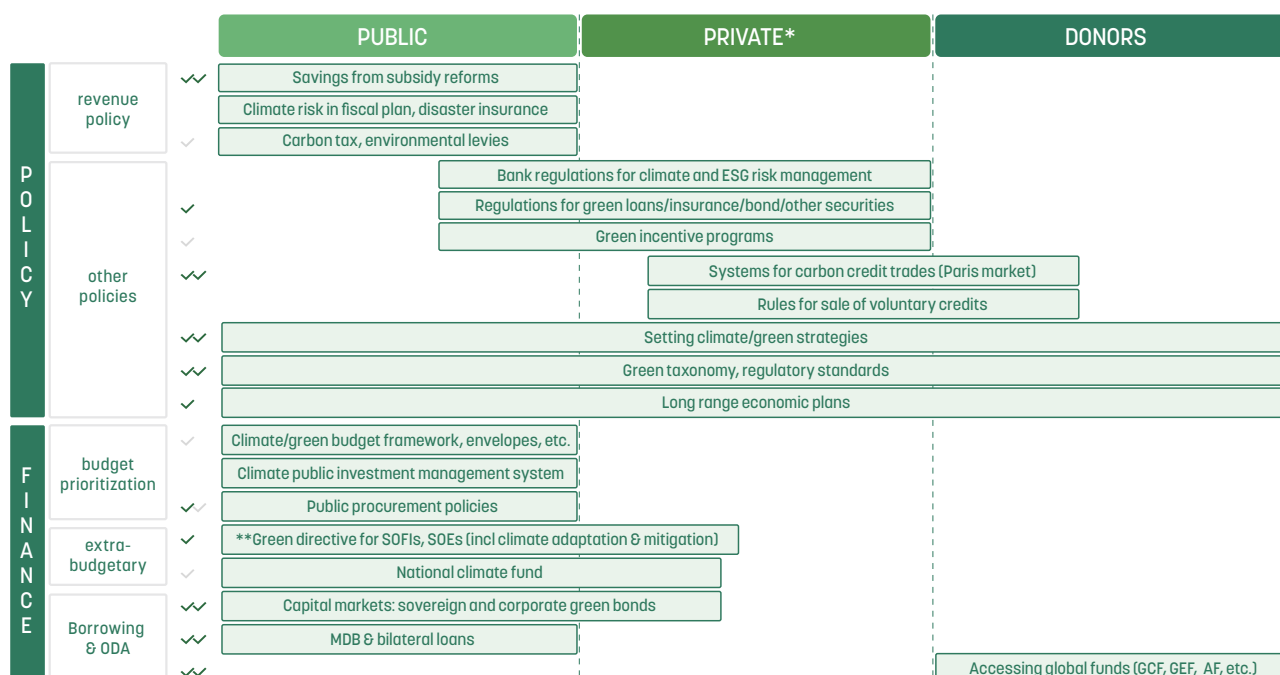 PUBLIC PRIVATE* DONORS
POLICY
revenue
policy
Savings from subsidy reforms
Climate risk in fiscal plan, disaster insurance
Carbon tax, environmental levies
other
policies
Bank regulations for climate and ESG risk management
Regulations for green loans/insurance/bond/other securities
Green incentive programs
Systems for carbon credit trades (Paris market)
Rules for sale of voluntary credits
Setting climate/green strategies
Green taxonomy, regulatory standards
Long range economic plans
FINANCE
budget
prioritization
Climate/green budget framework, envelopes, etc.
Climate public investment management system
Public procurement policies
extra-
budgetary
**Green directive for SOFIs, SOEs (incl climate adaptation & mitigation)
National climate fund
Borrowing
& ODA
Capital markets: sovereign and corporate green bonds
MDB & bilateral loans
Accessing global funds (GCF, GEF, AF, etc.)